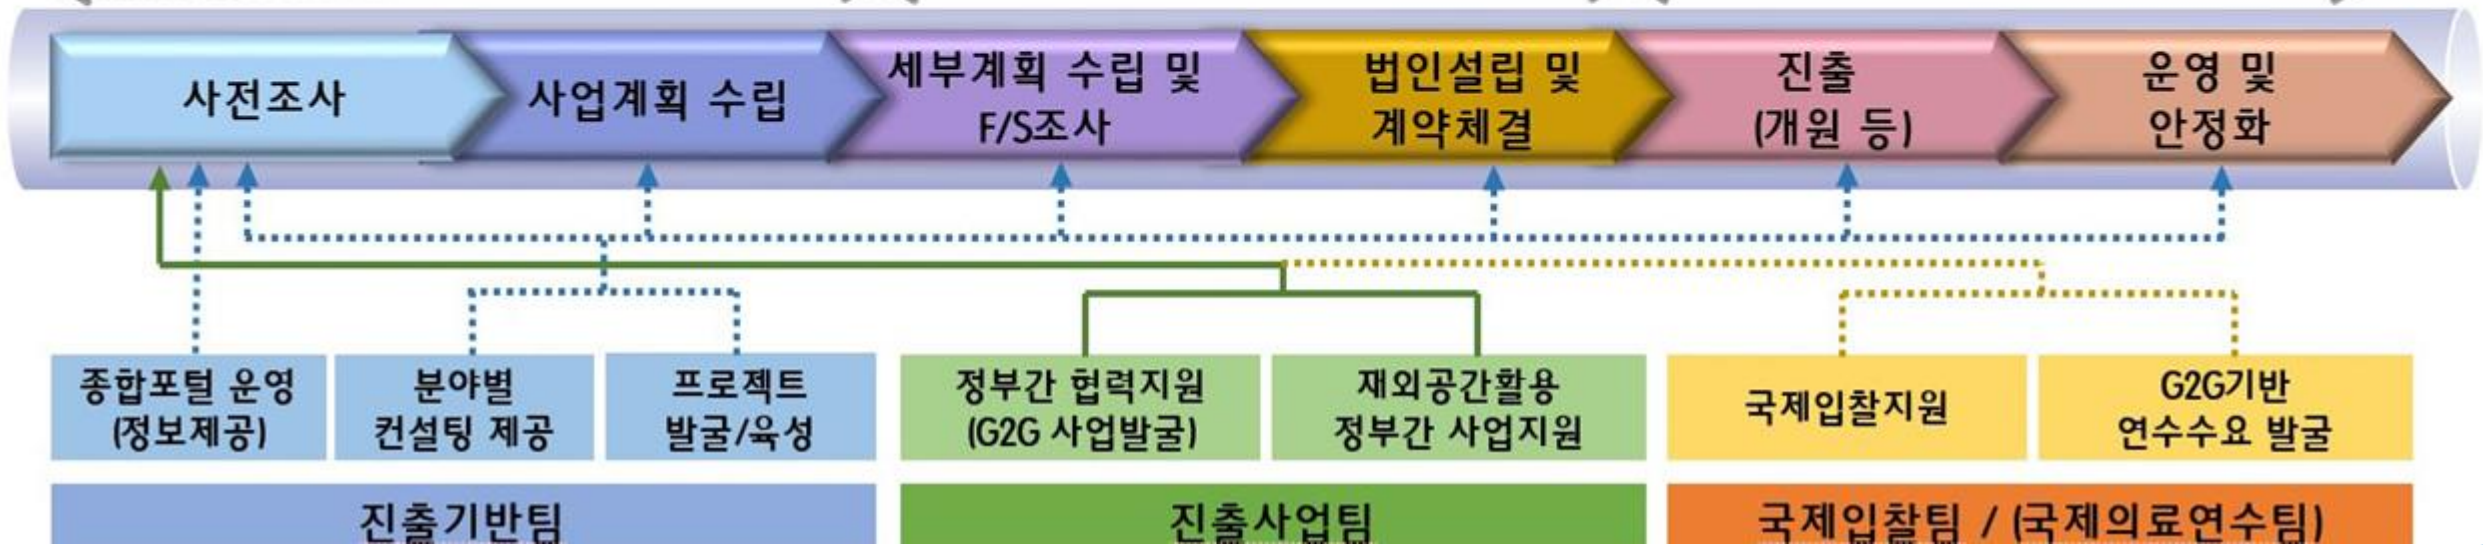 사전조사
사업계획 수립
세부계획 수립 및
F/S조사
법인설립 및
계약체결
진출
(개원 등)
운영 및
안정화
종합포털 운영
(정보제공)
분야별
컨설팅 제공
프로젝트
발굴/육성
정부간 협력지원
(G2G 사업발굴)
재외공간활용
정부간 사업지원
국제입찰지원
G2G기반
연수수요 발굴
진출기반팀
진출사업팀
국제입찰팀 / (국제의료연수팀)